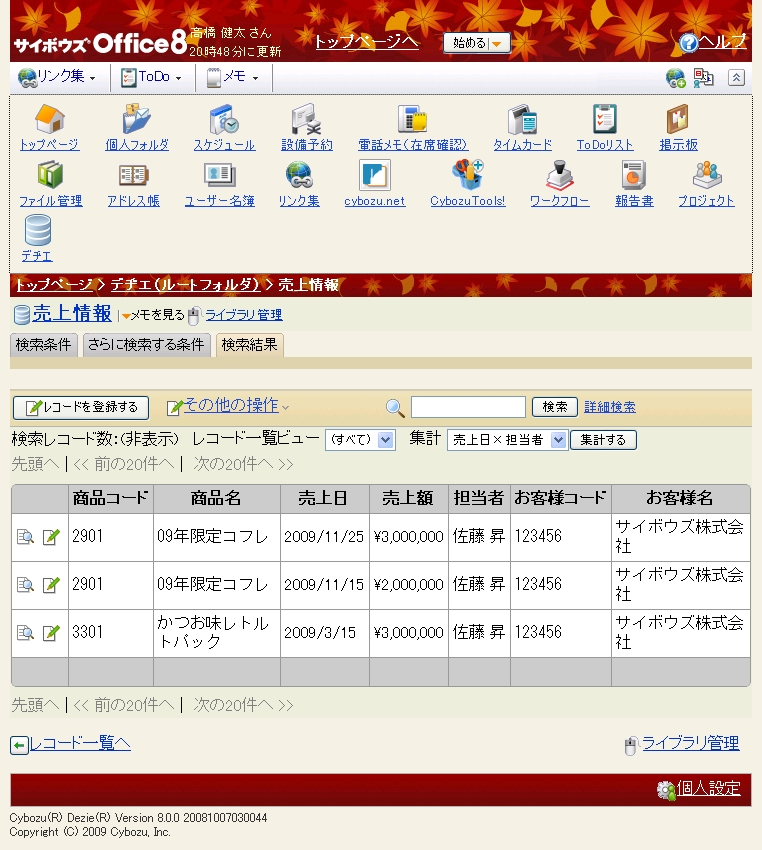 サイボウズ Office 8 高橋 健太 さん
20時48分に更新 トップページへ 始める ヘルプ
リンク集 ToDo メモ
トップページ 個人フォルダ スケジュール 設備予約 電話メモ(在席確認) タイムカード ToDoリスト 掲示板
ファイル管理 アドレス帳 ユーザー名簿 リンク集 cybozu.net CybozuTools! ワークフロー 報告書 プロジェクト
デヂエ
トップページ > デヂエ(ルートフォルダ) > 売上情報
売上情報 | メモを見る ライブラリ管理
検索条件 さらに検索する条件 検索結果
レコードを登録する その他の操作 検索 詳細検索
検索レコード数:(非表示) レコード一覧ビュー (すべて) 集計 売上日×担当者 集計する
先頭へ | << 前の20件へ | 次の20件へ >>
商品コード 商品名 売上日 売上額 担当者 お客様コード お客様名
2901 09年限定コフレ 2009/11/25 ¥3,000,000 佐藤 昇 123456 サイボウズ株式会社
2901 09年限定コフレ 2009/11/15 ¥2,000,000 佐藤 昇 123456 サイボウズ株式会社
3301 かつお味レトルトパック 2009/3/15 ¥3,000,000 佐藤 昇 123456 サイボウズ株式会社
先頭へ | << 前の20件へ | 次の20件へ >>
レコード一覧へ ライブラリ管理
個人設定
Cybozu(R) Dezie(R) Version 8.0.0 20081007030044
Copyright (C) 2009 Cybozu, Inc.